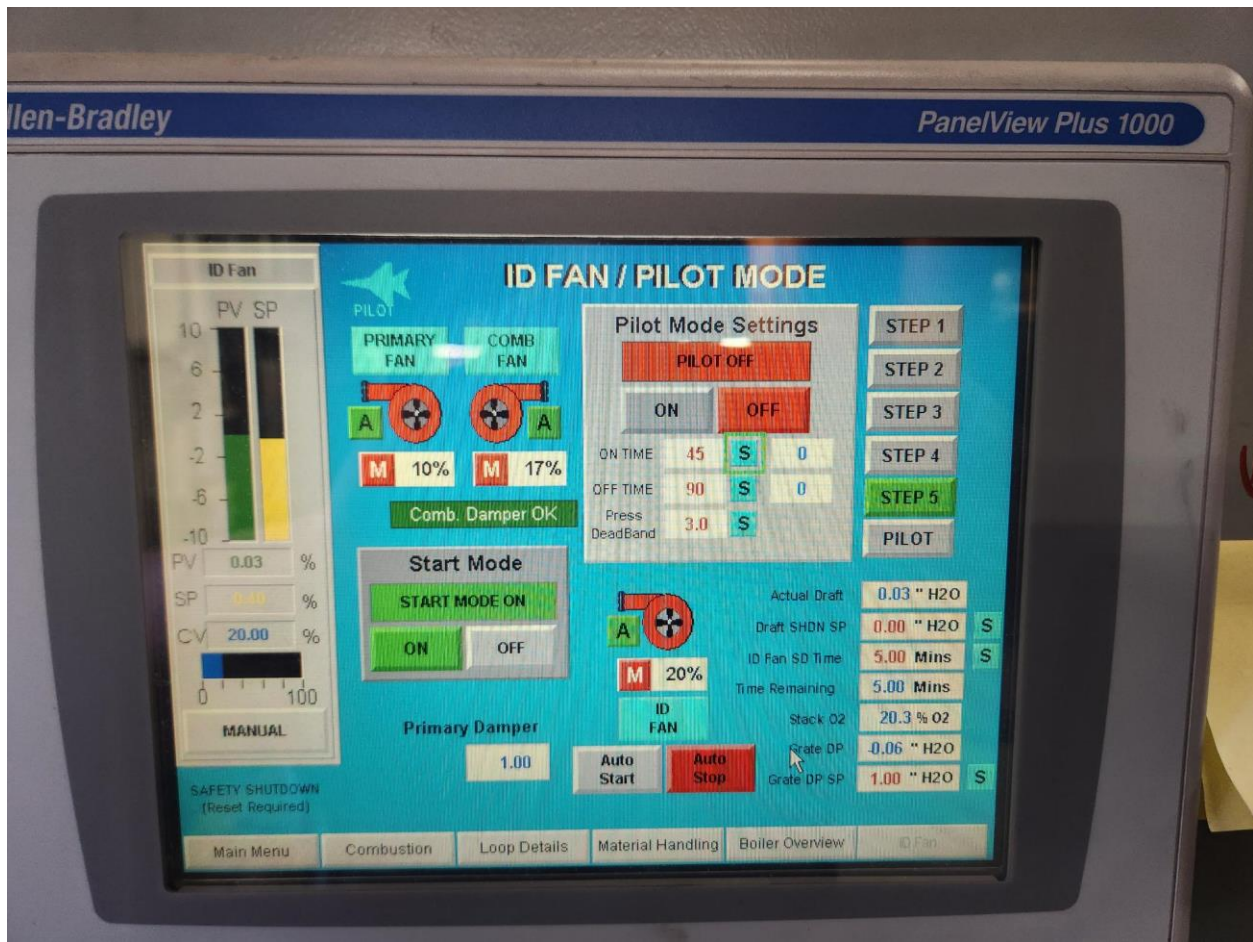 llen-Bradley
PanelView Plus 1000
ID Fan
PV SP
10
6
2
-2
-6
-10
PV 0.03 %
SP 0.40 %
CV 20.00 %
0 100
MANUAL
SAFETY SHUTDOWN
(Reset Required)
ID FAN / PILOT MODE
PILOT
PRIMARY FAN
COMB FAN
A
A
M 10%
M 17%
Comb. Damper OK
Start Mode
START MODE ON
ON OFF
Primary Damper
1.00
Pilot Mode Settings
PILOT OFF
ON OFF
ON TIME 45 S 0
OFF TIME 90 S 0
Press DeadBand 3.0 S
STEP 1
STEP 2
STEP 3
STEP 4
STEP 5
PILOT
A
M 20%
ID FAN
Auto Start
Auto Stop
Actual Draft 0.03 " H2O
Draft SHDN SP 0.00 " H2O S
ID Fan SD Time 5.00 Mins S
Time Remaining 5.00 Mins
Stack O2 20.3 % O2
Grate DP -0.06 " H2O
Grate DP SP 1.00 " H2O S
Main Menu
Combustion
Loop Details
Material Handling
Boiler Overview
ID Fan